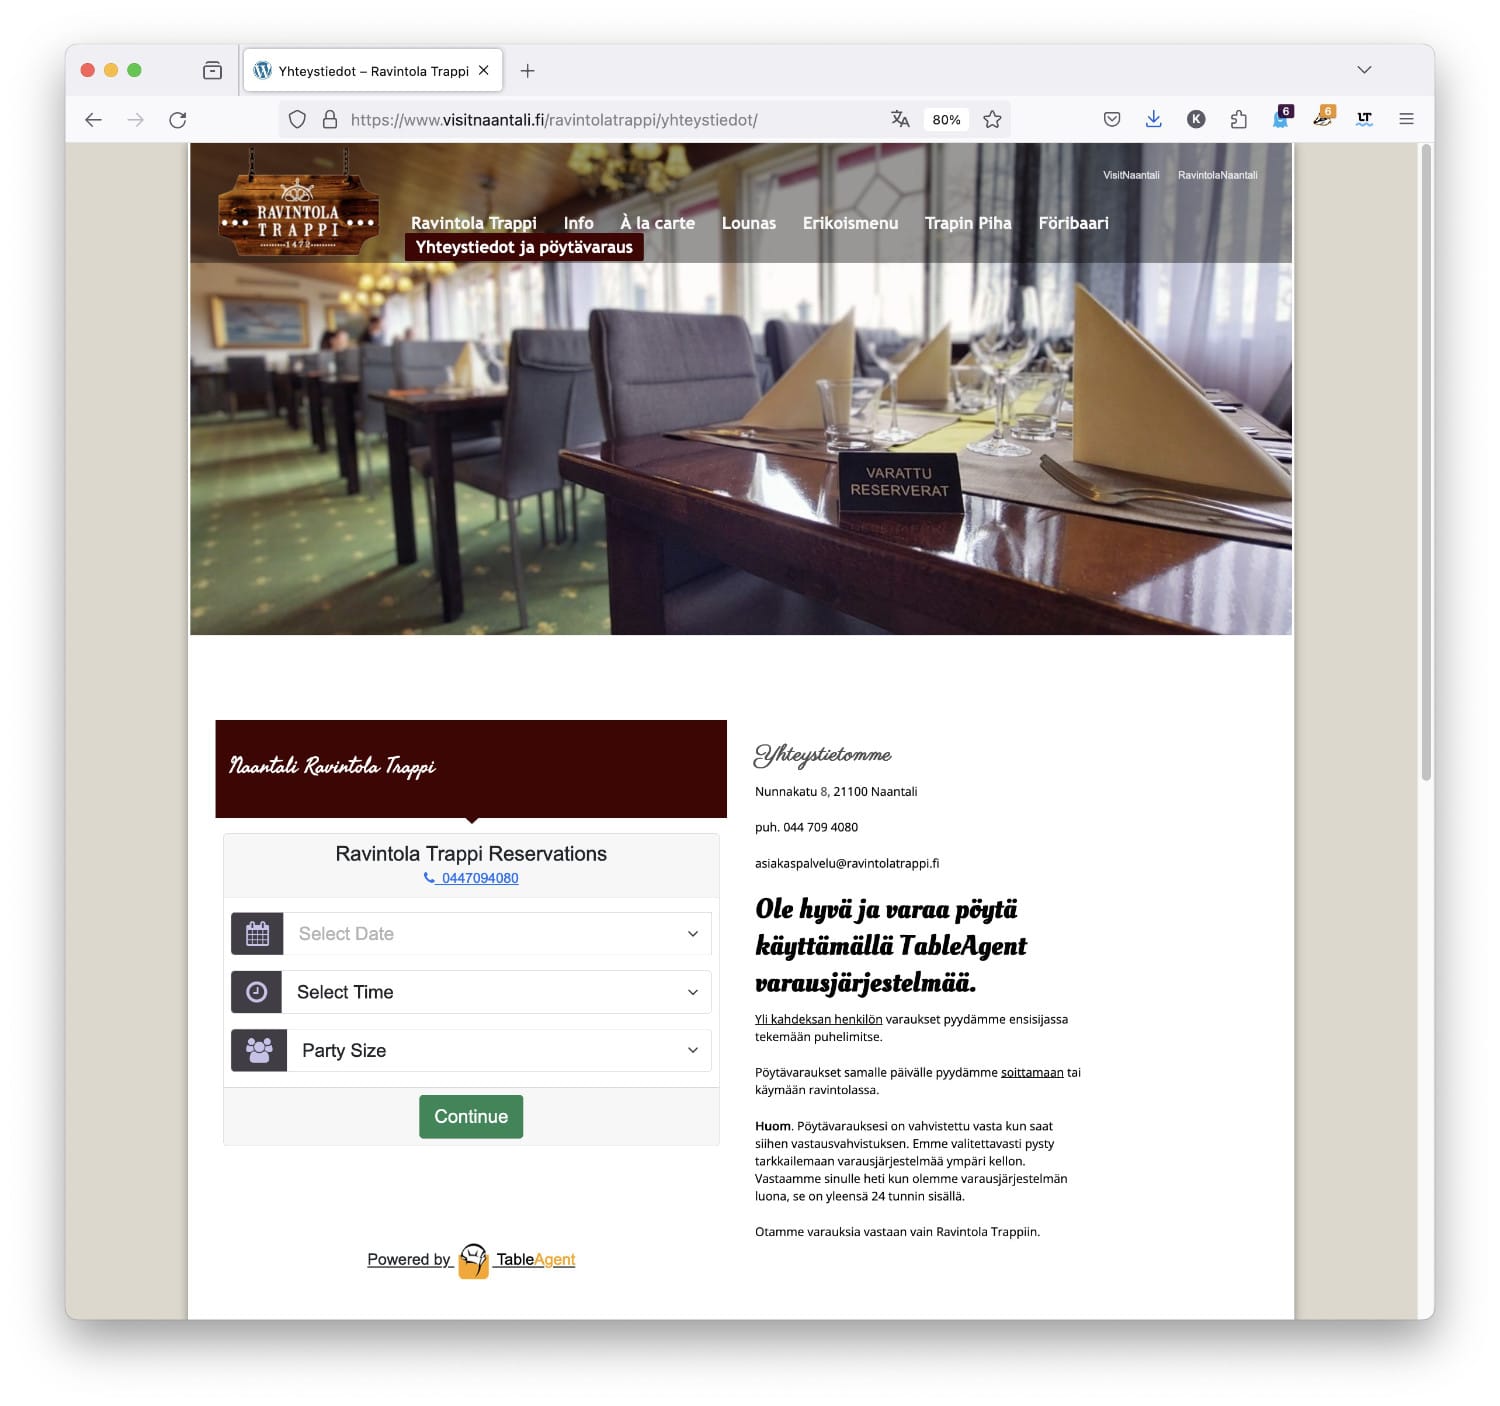 Yhteystiedot – Ravintola Trappi
https://www.visitnaantali.fi/ravintolatrappi/yhteystiedot/
80%
K
6
6
LT
RAVINTOLA
TRAPPI
1472
VisitNaantali RavintolaNaantali
Ravintola Trappi Info À la carte Lounas Erikoismenu Trapin Piha Föribaari
Yhteystiedot ja pöytävaraus
VARATTU
RESERVERAT
Naantali Ravintola Trappi
Ravintola Trappi Reservations
0447094080
Select Date
Select Time
Party Size
Continue
Powered by TableAgent
Yhteystietomme
Nunnakatu 8, 21100 Naantali
puh. 044 709 4080
asiakaspalvelu@ravintolatrappi.fi
Ole hyvä ja varaa pöytä
käyttämällä TableAgent
varausjärjestelmää.
Yli kahdeksan henkilön varaukset pyydämme ensisijassa
tekemään puhelimitse.
Pöytävaraukset samalle päivälle pyydämme soittamaan tai
käymään ravintolassa.
Huom. Pöytävarauksesi on vahvistettu vasta kun saat
siihen vastausvahvistuksen. Emme valitettavasti pysty
tarkkailemaan varausjärjestelmää ympäri kellon.
Vastaamme sinulle heti kun olemme varausjärjestelmän
luona, se on yleensä 24 tunnin sisällä.
Otamme varauksia vastaan vain Ravintola Trappiin.